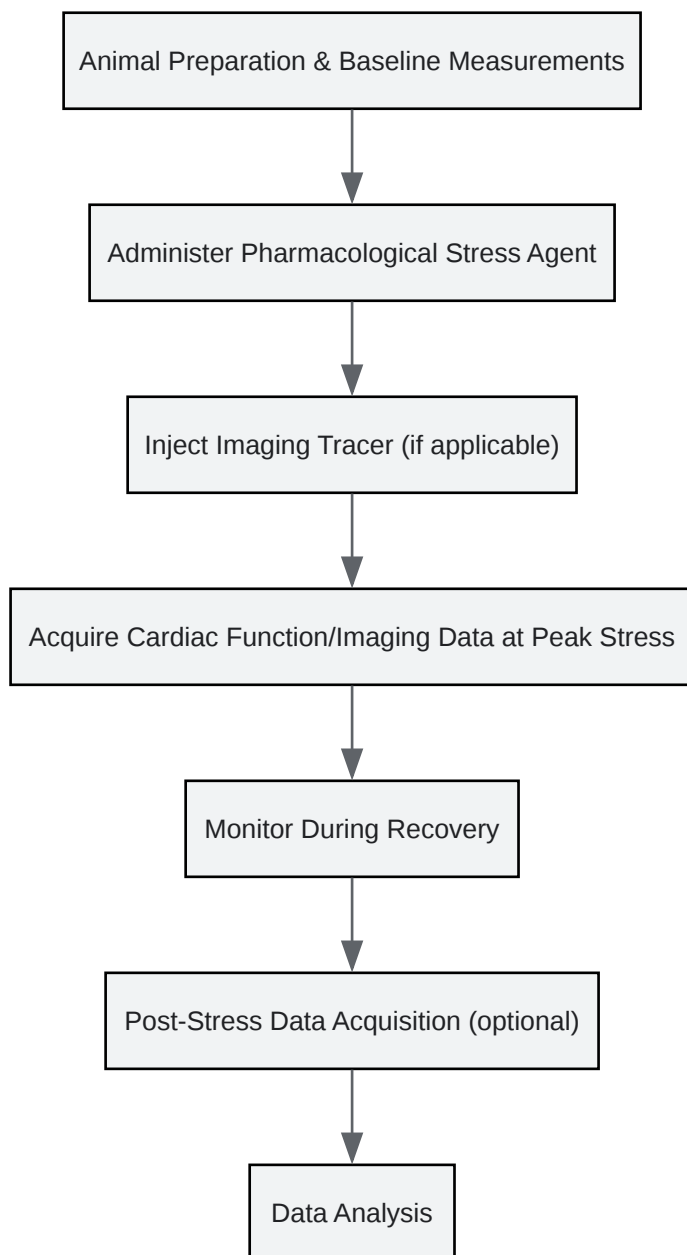 Animal Preparation & Baseline Measurements
Administer Pharmacological Stress Agent
Inject Imaging Tracer (if applicable)
Acquire Cardiac Function/Imaging Data at Peak Stress
Monitor During Recovery
Post-Stress Data Acquisition (optional)
Data Analysis